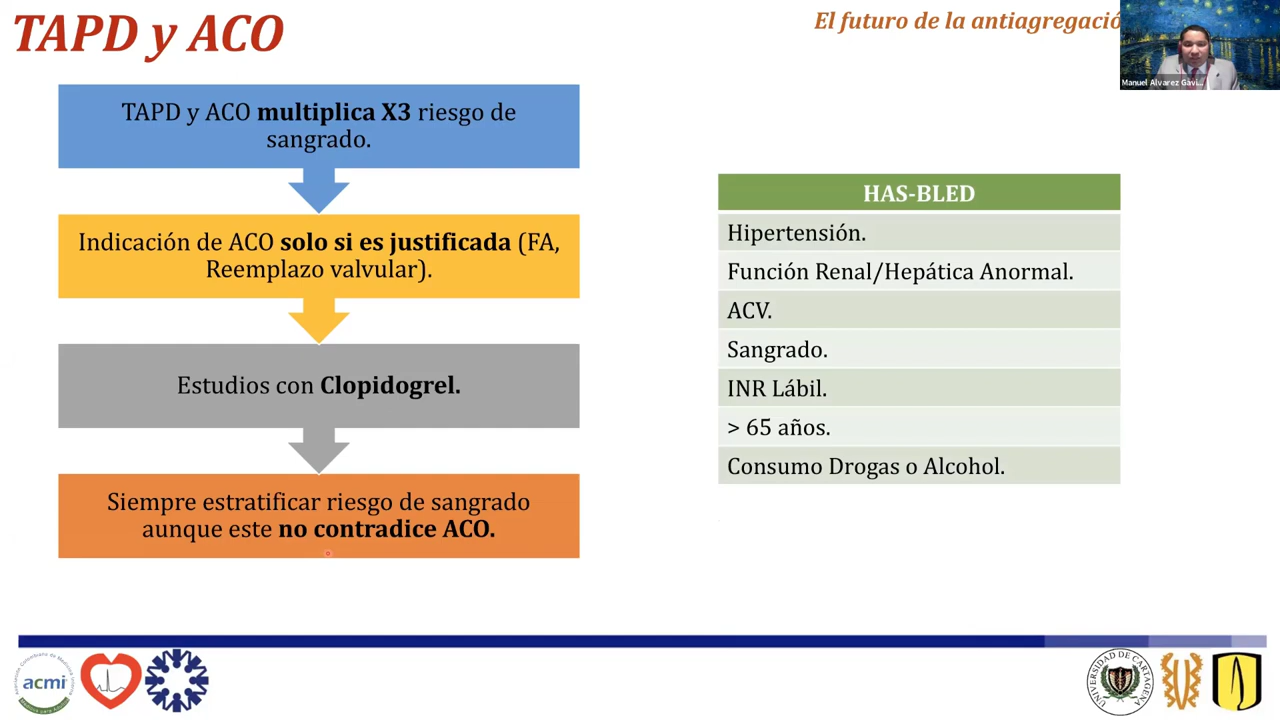 TAPD y ACO
El futuro de la antiagregació
Manuel Alvarez Gavi...
TAPD y ACO multiplica X3 riesgo de
sangrado.
Indicación de ACO solo si es justificada (FA,
Reemplazo valvular).
Estudios con Clopidogrel.
Siempre estratificar riesgo de sangrado
aunque este no contradice ACO.
HAS-BLED
Hipertensión.
Función Renal/Hepática Anormal.
ACV.
Sangrado.
INR Lábil.
> 65 años.
Consumo Drogas o Alcohol.
acmi
UNIVERSIDAD DE CARTAGENA